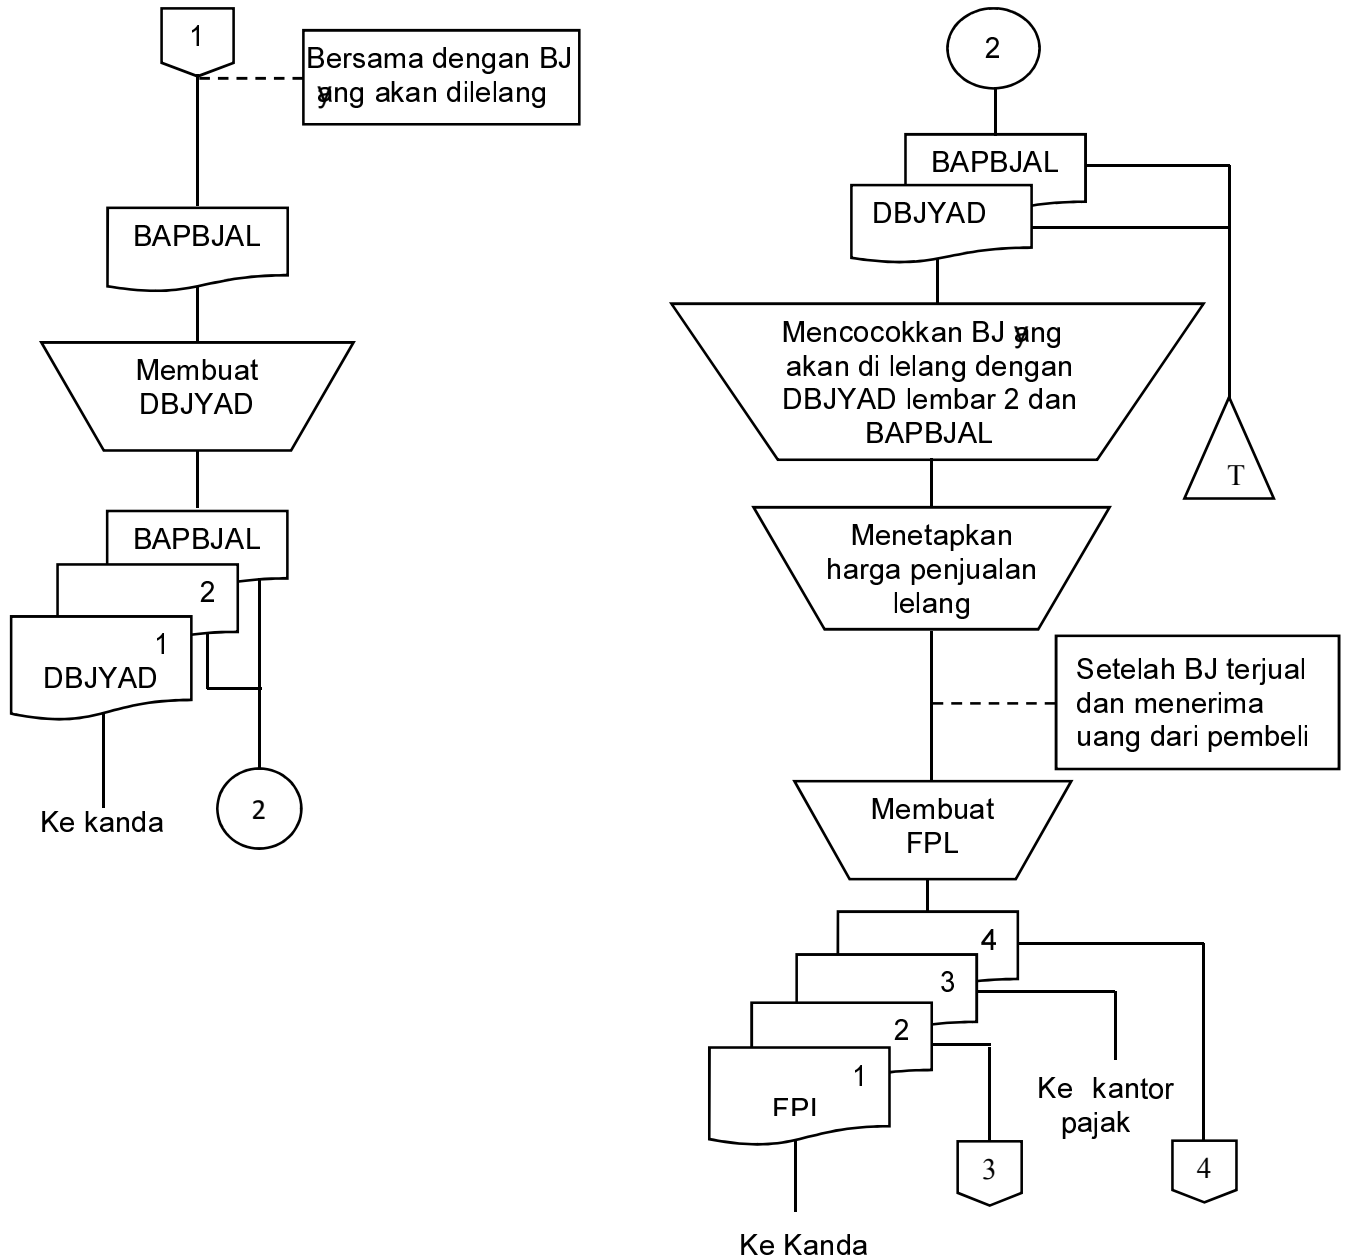 1
Bersama dengan BJ
yang akan dilelang
BAPBJAL
Membuat
DBJYAD
BAPBJAL
2
1
DBJYAD
Ke kanda
2
2
BAPBJAL
DBJYAD
Mencocokkan BJ yang
akan di lelang dengan
DBJYAD lembar 2 dan
BAPBJAL
T
Menetapkan
harga penjualan
lelang
Setelah BJ terjual
dan menerima
uang dari pembeli
Membuat
FPL
4
3
2
1
FPI
Ke kantor
pajak
3
4
Ke Kanda